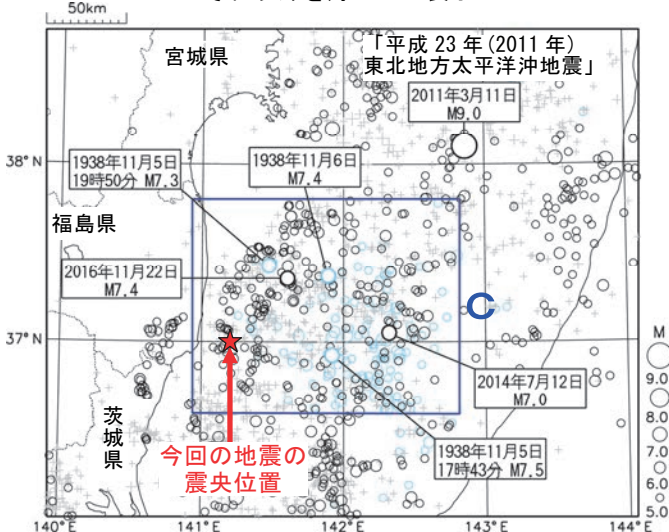 50km
宮城県
「平成 23 年 (2011 年)
東北地方太平洋沖地震」
2011年3月11日
M9.0
38°N
1938年11月5日
19時50分 M7.3
1938年11月6日
M7.4
福島県
2016年11月22日
M7.4
C
37°N
M
2014年7月12日
M7.0
9.0
8.0
7.0
6.0
5.0
茨城県
今回の地震の
震央位置
1938年11月5日
17時43分 M7.5
140°E
141°E
142°E
143°E
144°E